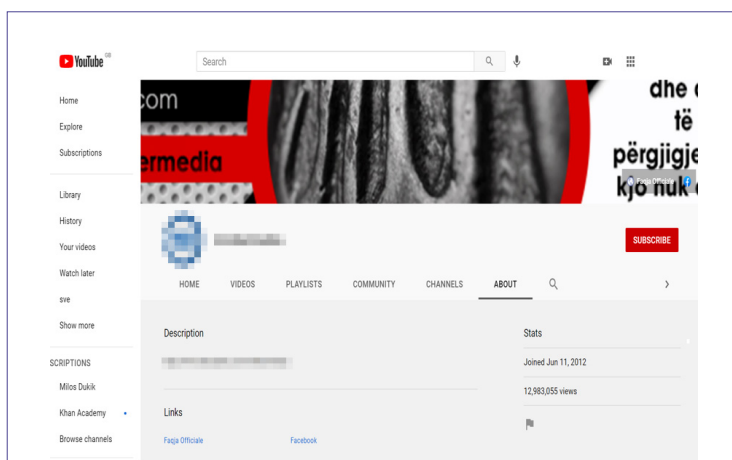 YouTube GB
Search
Home
Explore
Subscriptions
Library
History
Your videos
Watch later
sve
Show more
SCRIPTIONS
Milos Dukik
Khan Academy
Browse channels
com
ermedia
dhe
të
përgjigje
kjo nuk
Faqja Officiale
SUBSCRIBE
HOME VIDEOS PLAYLISTS COMMUNITY CHANNELS ABOUT
Description
Links
Faqja Officiale Facebook
Stats
Joined Jun 11, 2012
12,983,055 views